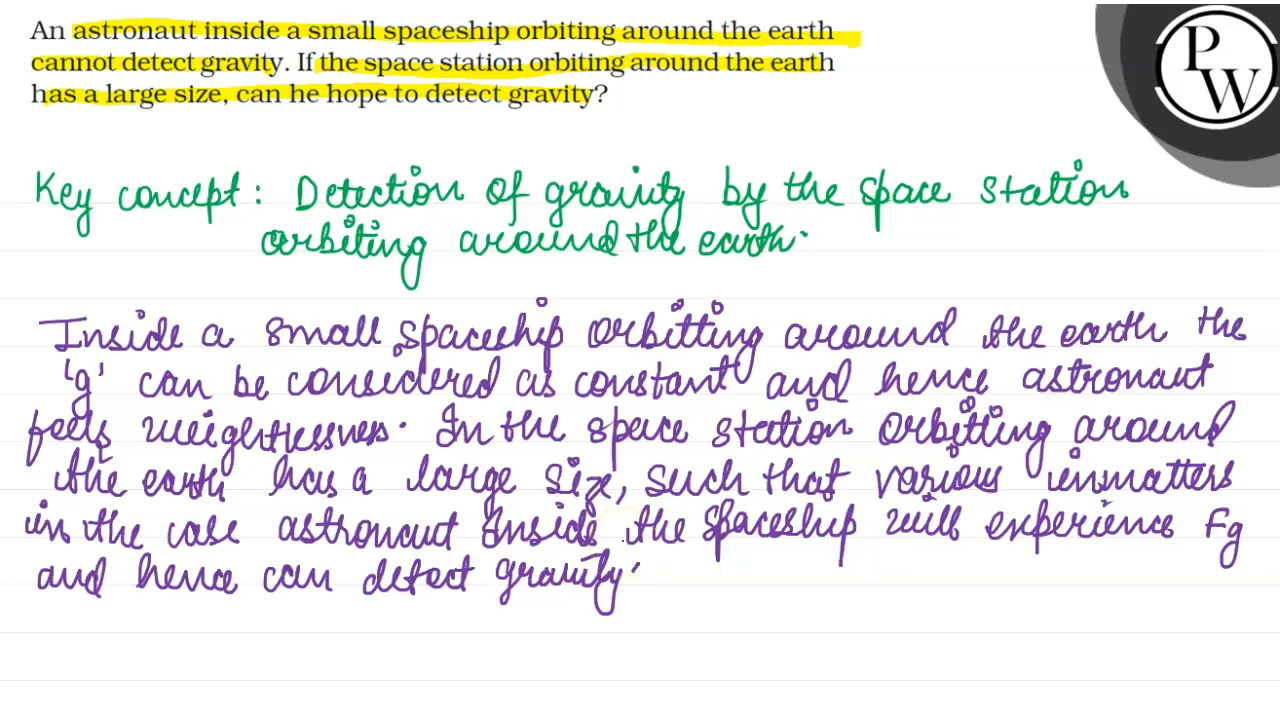 An astronaut inside a small spaceship orbiting around the earth
cannot detect gravity. If the space station orbiting around the earth
has a large size, can he hope to detect gravity?
P
W
Key concept: Detection of gravity by the space station
orbiting around the earth.
Inside a small spaceship orbitting around the earth the
'g' can be considered as constant and hence astronaut
feels weightlessness. In the space station orbitting around
the earth has a large size, such that various inmatters
in the case astronaut inside the spaceship will experience Fg
and hence can detect gravity.